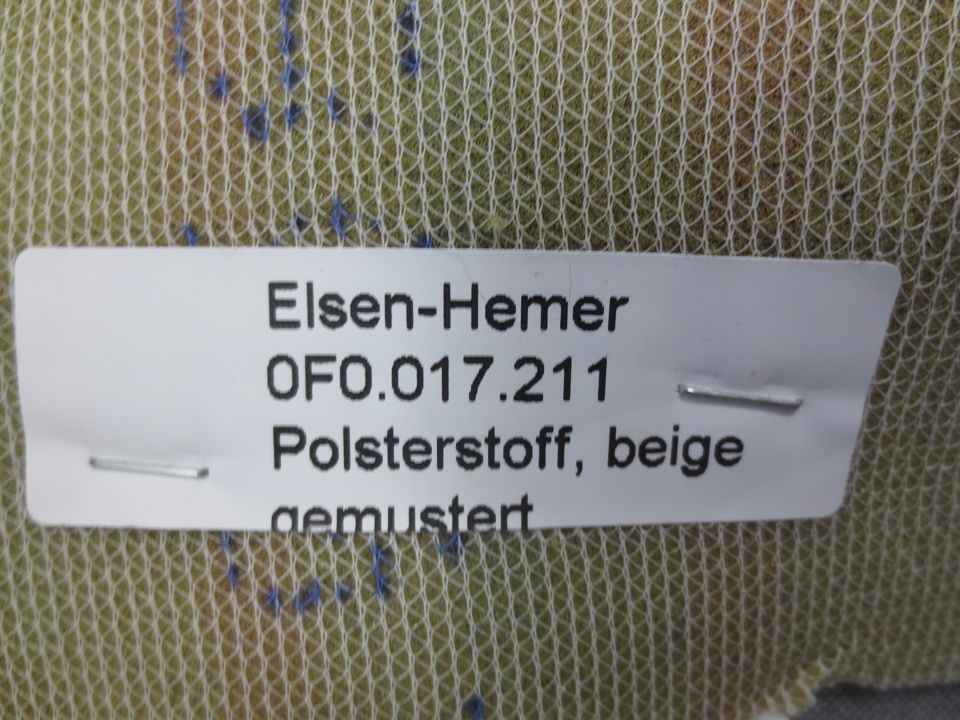 Elsen-Hemer
0F0.017.211
Polsterstoff, beige
gemustert